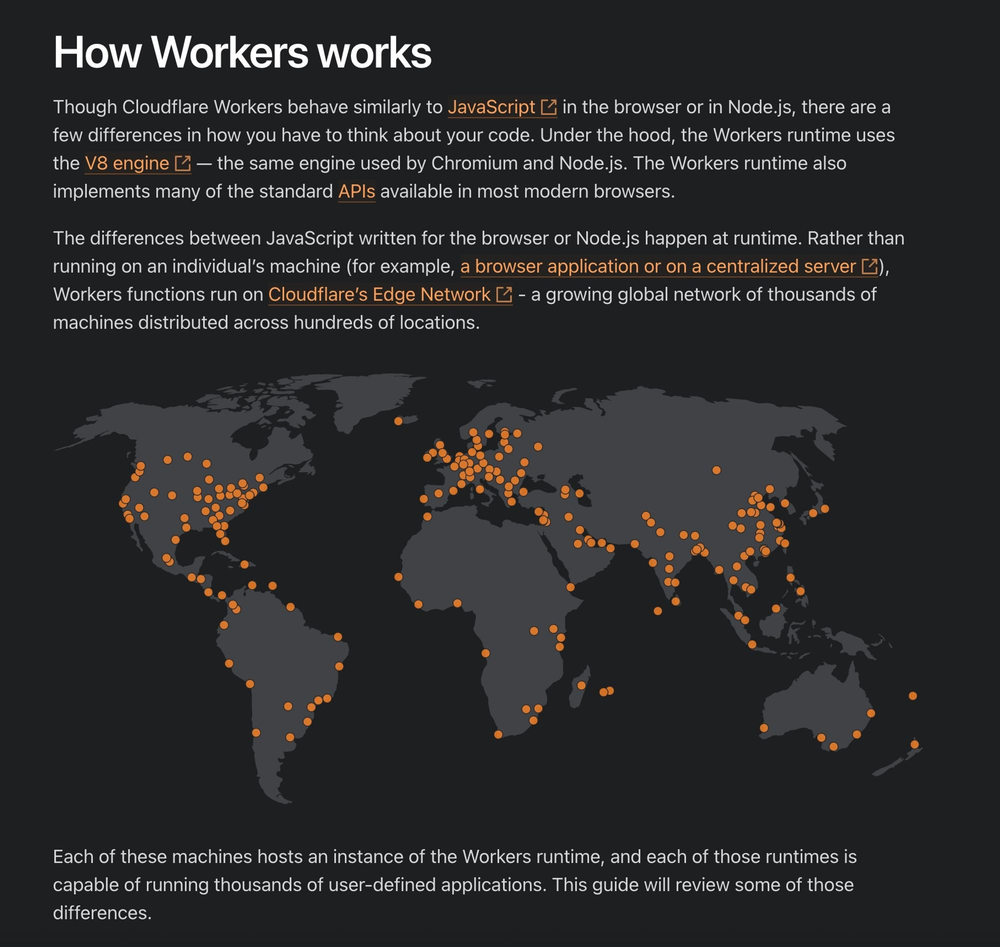 How Workers works
Though Cloudflare Workers behave similarly to JavaScript in the browser or in Node.js, there are a
few differences in how you have to think about your code. Under the hood, the Workers runtime uses
the V8 engine — the same engine used by Chromium and Node.js. The Workers runtime also
implements many of the standard APIs available in most modern browsers.
The differences between JavaScript written for the browser or Node.js happen at runtime. Rather than
running on an individual’s machine (for example, a browser application or on a centralized server),
Workers functions run on Cloudflare’s Edge Network - a growing global network of thousands of
machines distributed across hundreds of locations.
Each of these machines hosts an instance of the Workers runtime, and each of those runtimes is
capable of running thousands of user-defined applications. This guide will review some of those
differences.